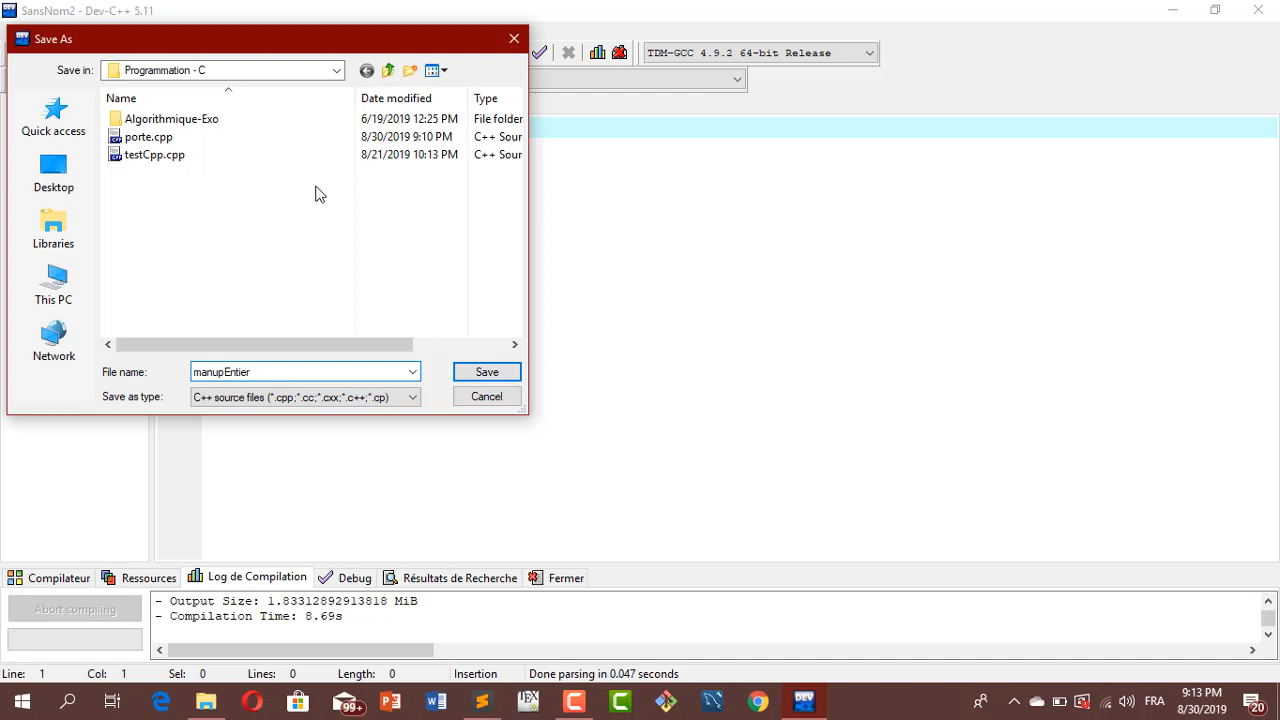 SansNom2 - Dev-C++ 5.11
Save As
TDM-GCC 4.9.2 64-bit Release
Save in:
Programmation - C
Name
Date modified
Type
Quick access
Algorithmique-Exo
6/19/2019 12:25 PM
File folder
porte.cpp
8/30/2019 9:10 PM
C++ Sour
testCpp.cpp
8/21/2019 10:13 PM
C++ Sour
Desktop
Libraries
This PC
Network
File name:
manupEntier
Save
Save as type:
C++ source files (*.cpp;*.cc;*.cxx;*.c++;*.cp)
Cancel
Compilateur
Ressources
Log de Compilation
Debug
Résultats de Recherche
Fermer
Abort compiling
- Output Size: 1.83312892913818 MiB
- Compilation Time: 8.69s
Line: 1
Col: 1
Sel: 0
Lines: 0
Length: 0
Insertion
Done parsing in 0.047 seconds
99+
FRA
9:13 PM
8/30/2019
20